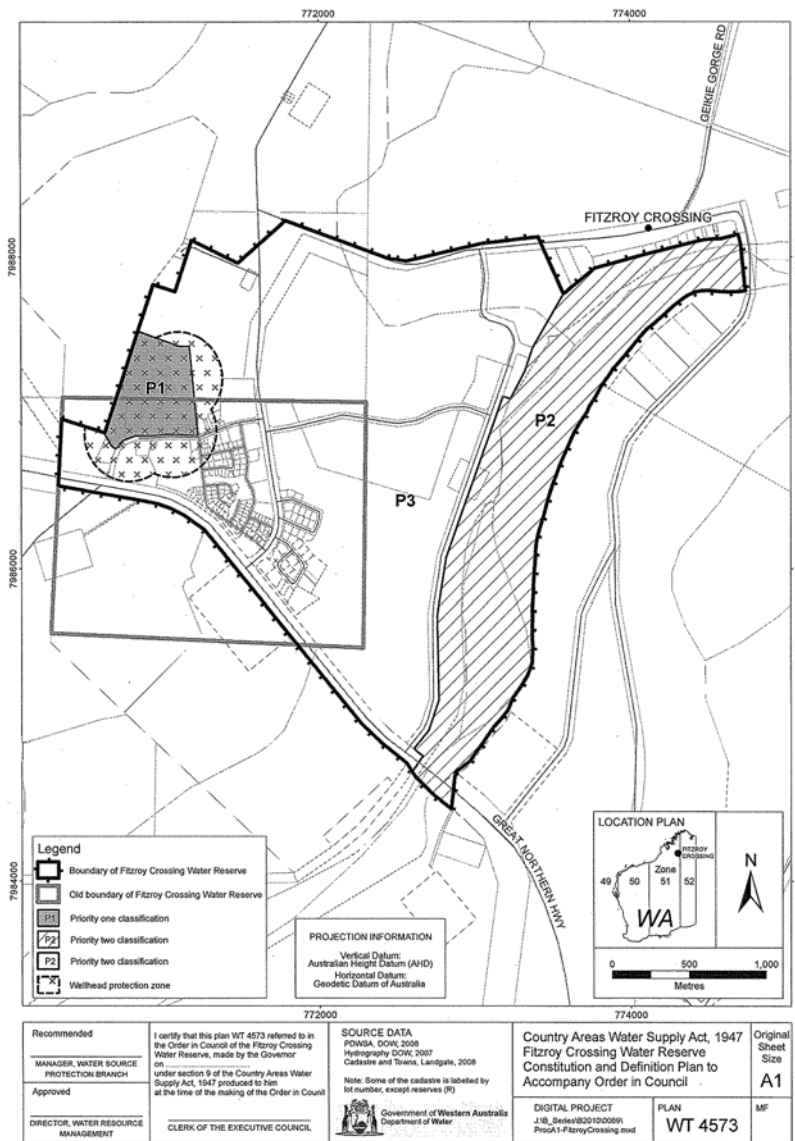 772000
774000
GEIKIE GORGE RD
FITZROY CROSSING
7988000
P1
P2
P3
7986000
GREAT NORTHERN HWY
7984000
LOCATION PLAN
FITZROY
CROSSING
Zone
49
50
51
52
WA
N
0
500
1,000
Metres
Legend
Boundary of Fitzroy Crossing Water Reserve
Old boundary of Fitzroy Crossing Water Reserve
P1
Priority one classification
P2
Priority two classification
P2
Priority two classification
Wellhead protection zone
PROJECTION INFORMATION
Vertical Datum:
Australian Height Datum (AHD)
Horizontal Datum:
Geodetic Datum of Australia
772000
774000
Recommended
MANAGER, WATER SOURCE
PROTECTION BRANCH
Approved
DIRECTOR, WATER RESOURCE
MANAGEMENT
I certify that this plan WT 4573 referred to in
the Order in Council of the Fitzroy Crossing
Water Reserve, made by the Governor
on ..............................
under section 9 of the Country Areas Water
Supply Act, 1947 produced to him
at the time of the making of the Order in Council
CLERK OF THE EXECUTIVE COUNCIL
SOURCE DATA
PDWSA, DOW, 2008
Hydrography DOW, 2007
Cadastre and Towns, Landgate, 2008
Note: Some of the cadastre is labelled by
lot number, except reserves (R)
Government of Western Australia
Department of Water
Country Areas Water Supply Act, 1947
Fitzroy Crossing Water Reserve
Constitution and Definition Plan to
Accompany Order in Council
Original
Sheet
Size
A1
DIGITAL PROJECT
J:\B_Series\B2010\0069\
ProcA1-FitzroyCrossing.mxd
PLAN
WT 4573
MF